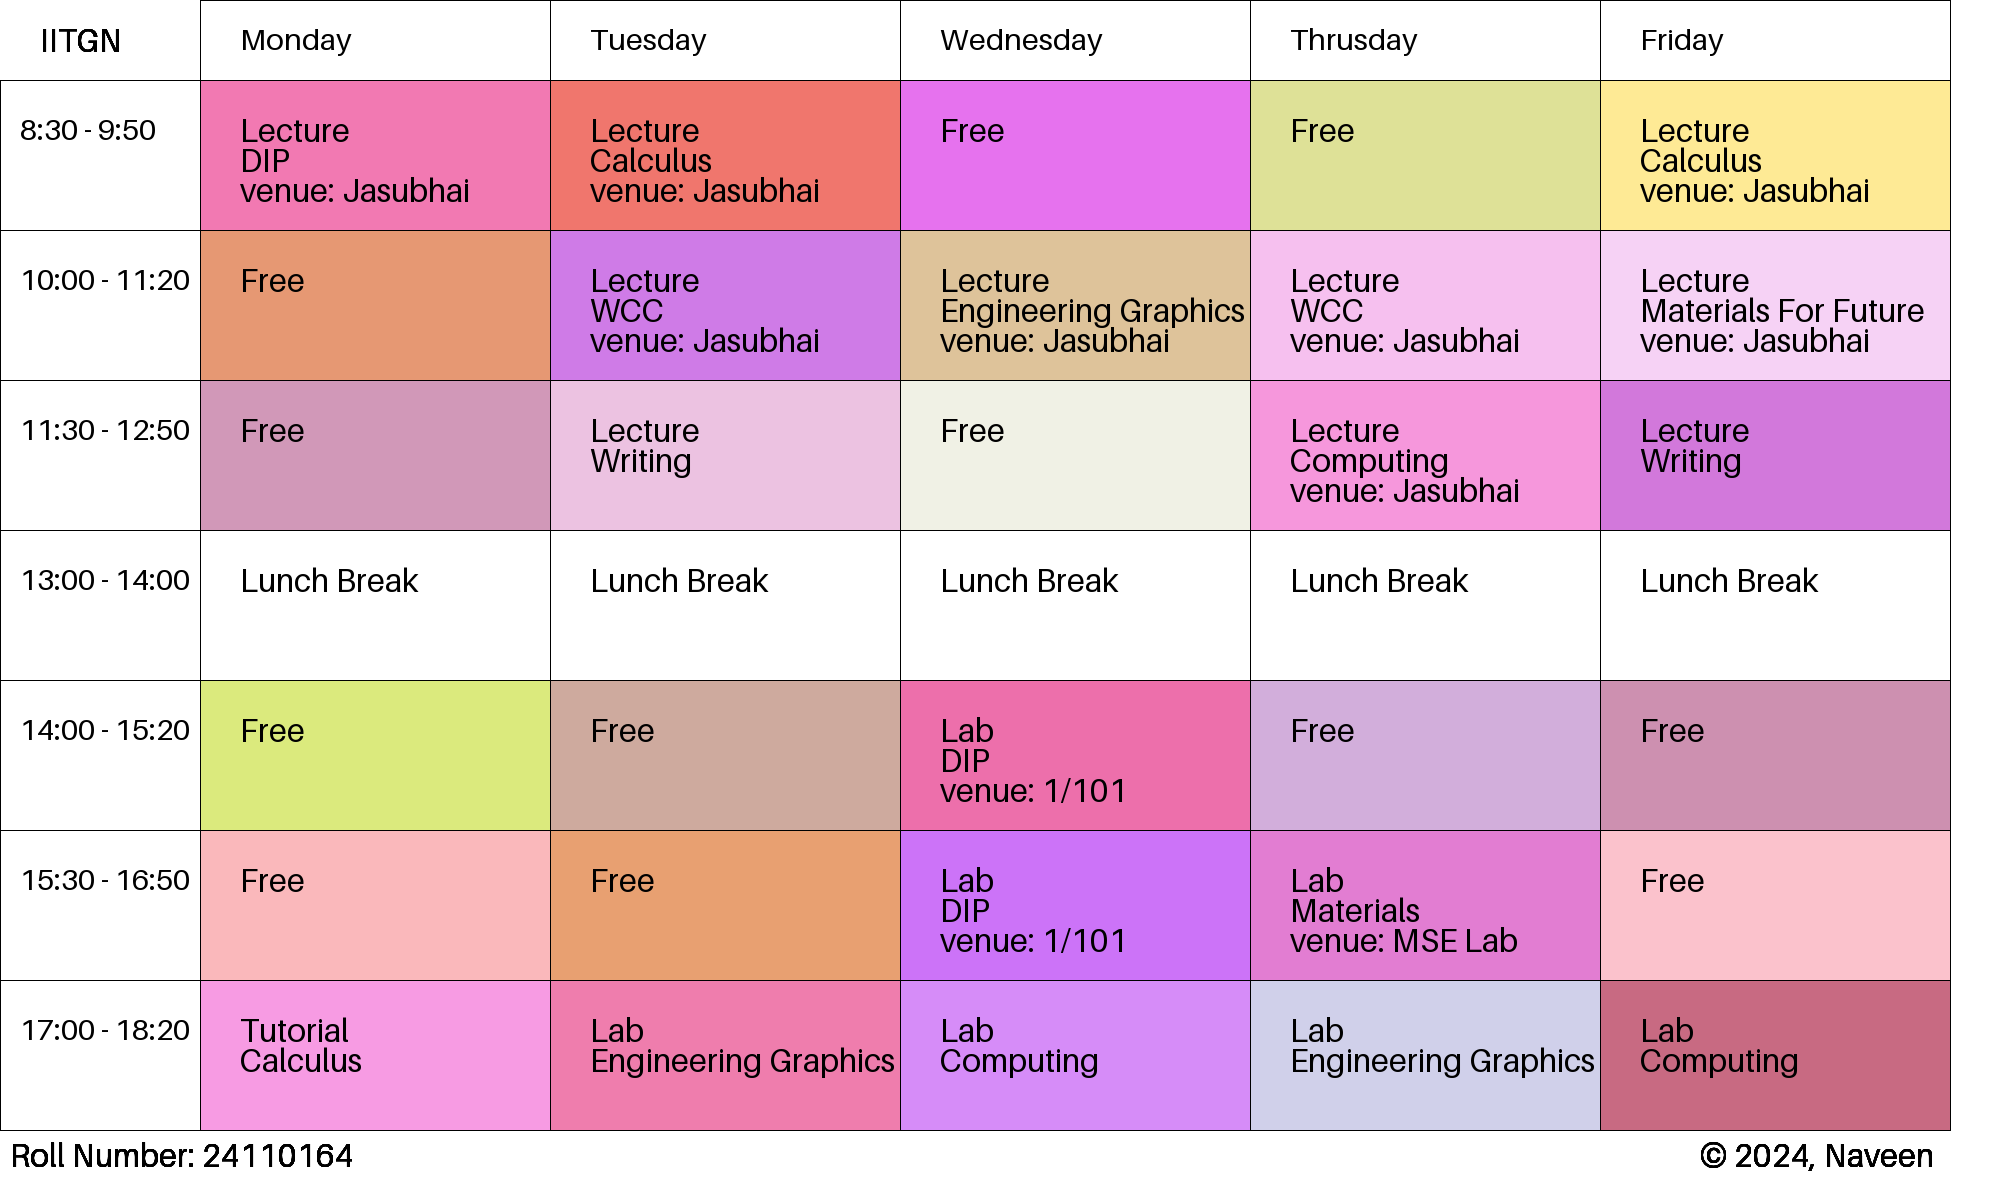 IITGN Monday Tuesday Wednesday Thrusday Friday
8:30 - 9:50
Lecture
DIP
venue: Jasubhai
Lecture
Calculus
venue: Jasubhai
Free
Free
Lecture
Calculus
venue: Jasubhai
10:00 - 11:20
Free
Lecture
WCC
venue: Jasubhai
Lecture
Engineering Graphics
venue: Jasubhai
Lecture
WCC
venue: Jasubhai
Lecture
Materials For Future
venue: Jasubhai
11:30 - 12:50
Free
Lecture
Writing
Free
Lecture
Computing
venue: Jasubhai
Lecture
Writing
13:00 - 14:00
Lunch Break
Lunch Break
Lunch Break
Lunch Break
Lunch Break
14:00 - 15:20
Free
Free
Lab
DIP
venue: 1/101
Free
Free
15:30 - 16:50
Free
Free
Lab
DIP
venue: 1/101
Lab
Materials
venue: MSE Lab
Free
17:00 - 18:20
Tutorial
Calculus
Lab
Engineering Graphics
Lab
Computing
Lab
Engineering Graphics
Lab
Computing
Roll Number: 24110164
© 2024, Naveen